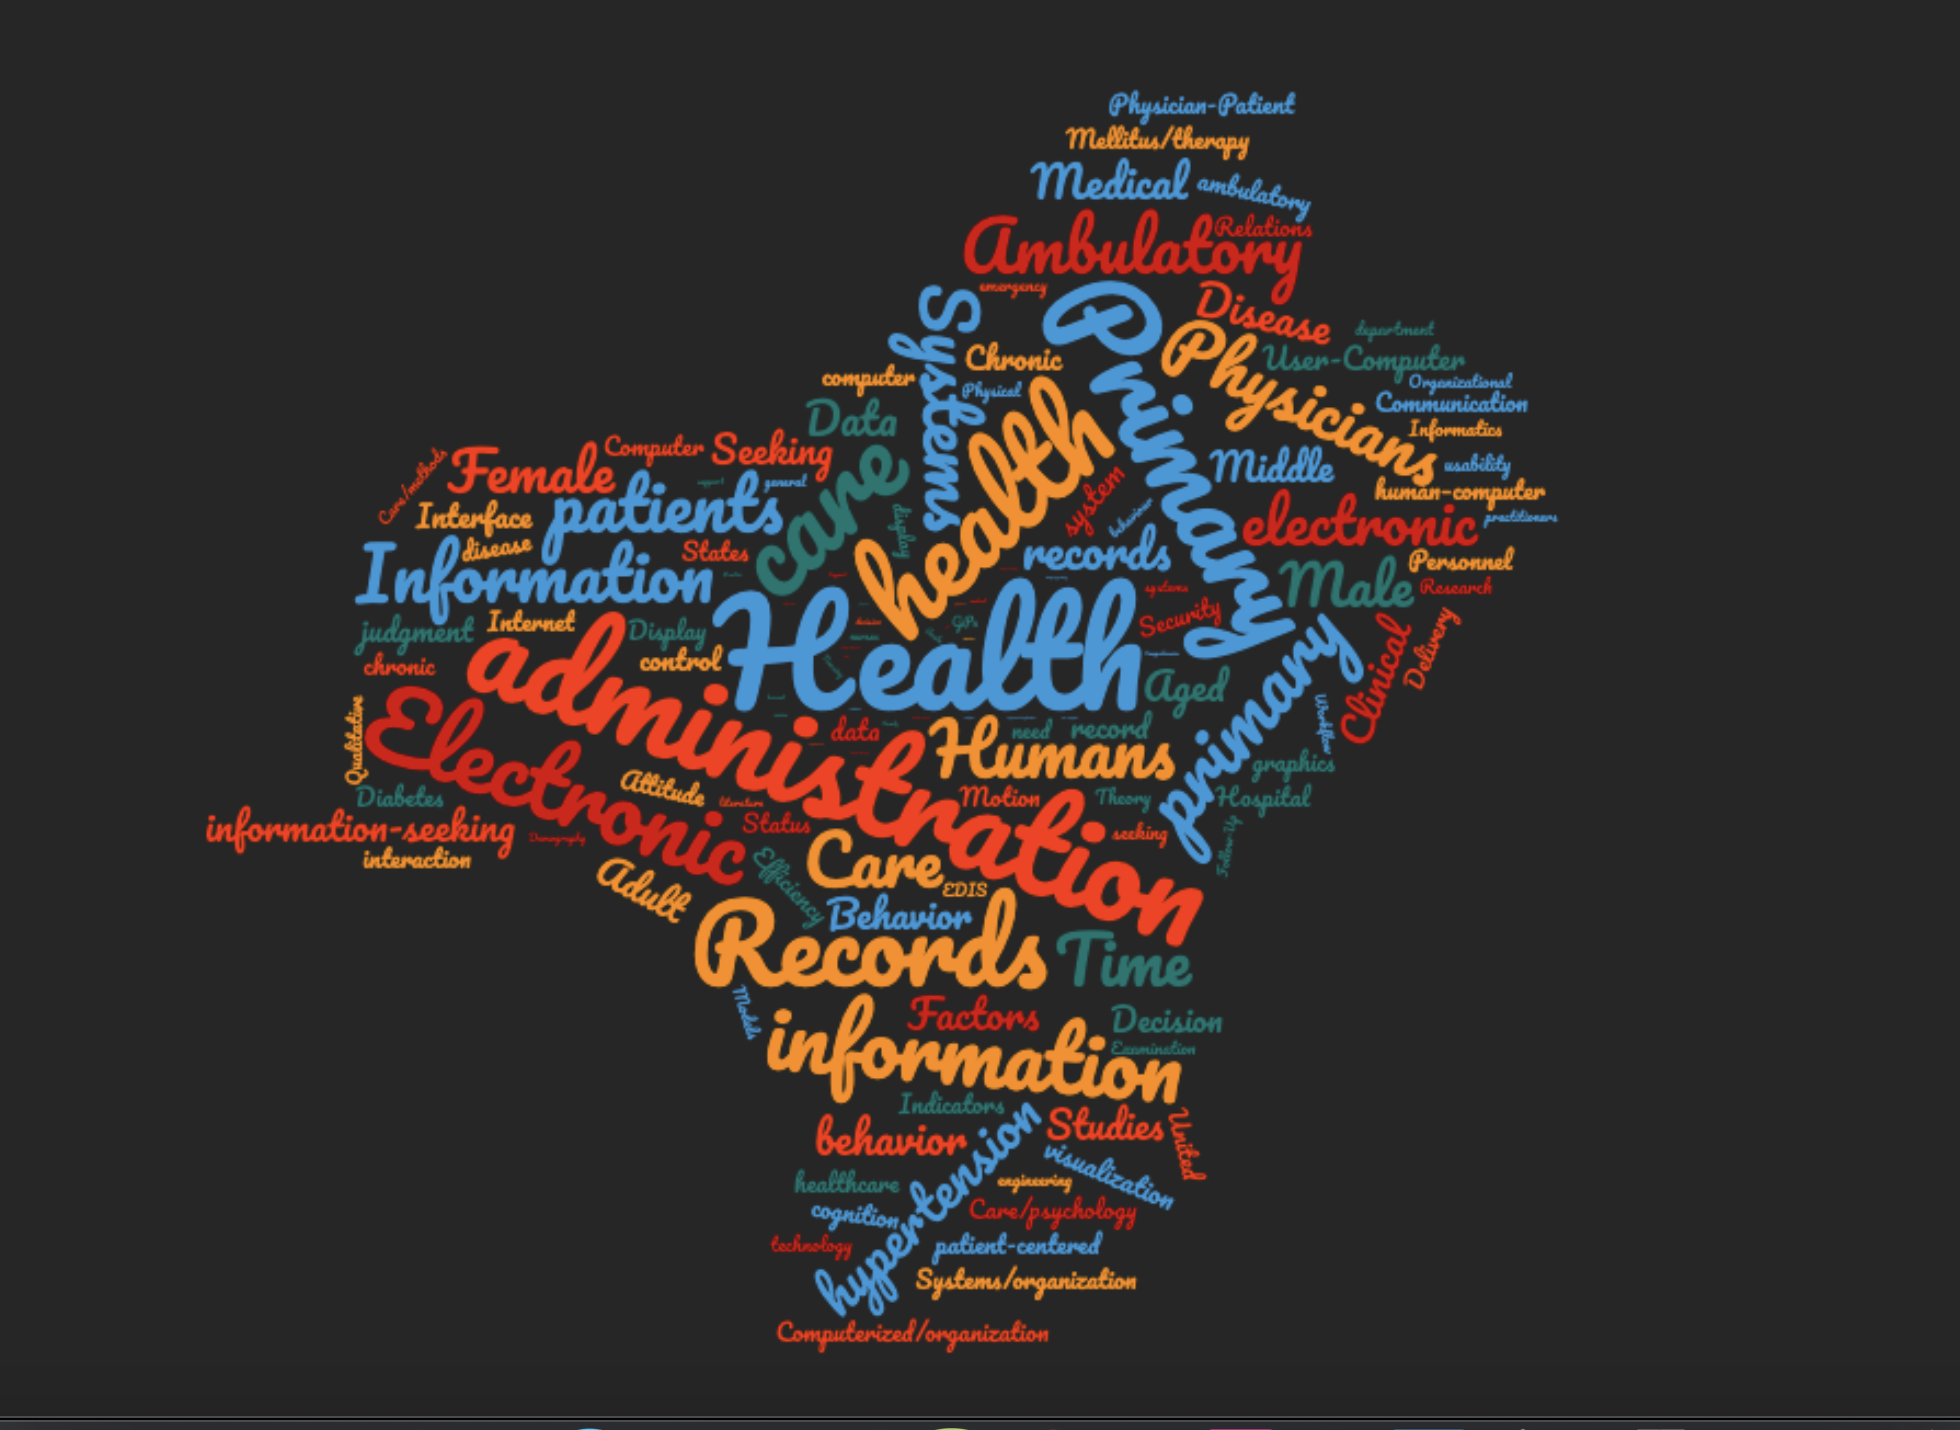 Physician-Patient
Mellitus/therapy
Medical
ambulatory
Ambulatory
Relations
emergency
Systems
Primary
Disease
department
Physicians
User-Computer
Chronic
computer
Physical
Organizational
Communication
Data
Informatics
health
Female
Computer
Seeking
care
Middle
usability
Care/methods
human-computer
patients
general
system
behaviour
electronic
practitioners
Interface
display
disease
States
records
Information
Male
Personnel
Research
systems
Health
Security
GPs
judgment
Internet
Display
administration
control
primary
Clinical
Delivery
chronic
Aged
Qualitative
Electronic
data
Humans
need
record
Workflow
graphics
Attitude
Diabetes
literature
Motion
Theory
Hospital
information-seeking
Demography
Status
seeking
interaction
Efficiency
Care
EDIS
Follow-Up
Adult
Behavior
Records
Time
Models
Factors
Decision
information
Examination
Indicators
hypertension
Studies
United
behavior
visualization
healthcare
engineering
cognition
Care/psychology
technology
patient-centered
Systems/organization
Computerized/organization